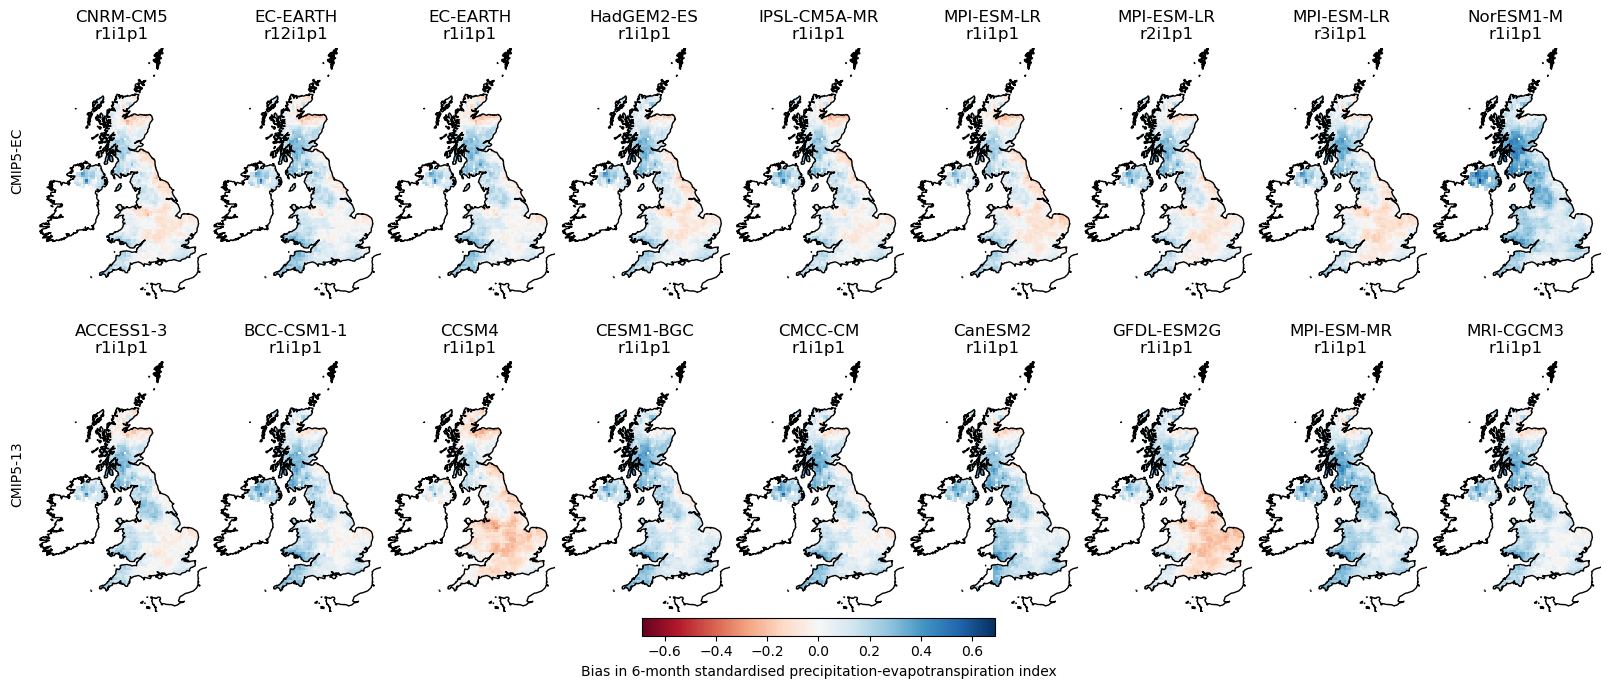 CNRM-CM5
r1i1p1
EC-EARTH
r12i1p1
EC-EARTH
r1i1p1
HadGEM2-ES
r1i1p1
IPSL-CM5A-MR
r1i1p1
MPI-ESM-LR
r1i1p1
MPI-ESM-LR
r2i1p1
MPI-ESM-LR
r3i1p1
NorESM1-M
r1i1p1
CMIP5-EC
ACCESS1-3
r1i1p1
BCC-CSM1-1
r1i1p1
CCSM4
r1i1p1
CESM1-BGC
r1i1p1
CMCC-CM
r1i1p1
CanESM2
r1i1p1
GFDL-ESM2G
r1i1p1
MPI-ESM-MR
r1i1p1
MRI-CGCM3
r1i1p1
CMIP5-13
−0.6 −0.4 −0.2 0.0 0.2 0.4 0.6
Bias in 6-month standardised precipitation-evapotranspiration index